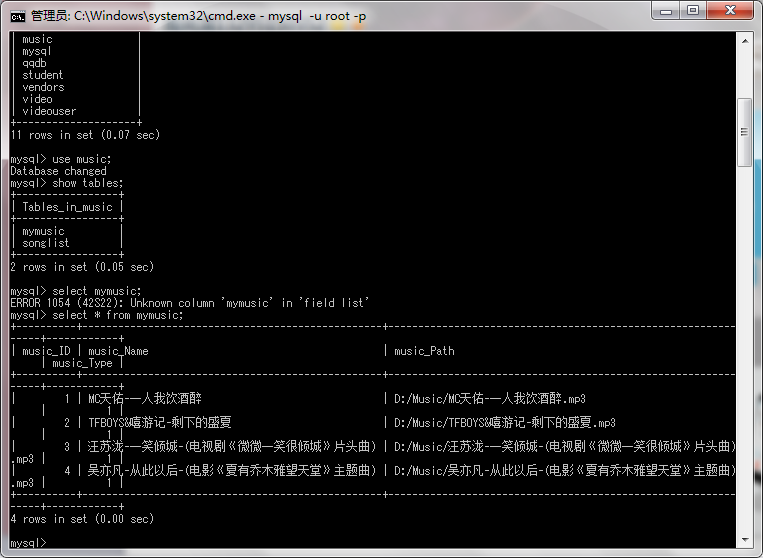 管理员: C:\Windows\system32\cmd.exe - mysql  -u root -p
| music              |
| mysql              |
| qqdb               |
| student            |
| vendors            |
| video              |
| videouser          |
+--------------------+
11 rows in set (0.07 sec)
mysql> use music;
Database changed
mysql> show tables;
+-----------------+
| Tables_in_music |
+-----------------+
| mymusic         |
| songlist        |
+-----------------+
2 rows in set (0.05 sec)
mysql> select mymusic;
ERROR 1054 (42S22): Unknown column 'mymusic' in 'field list'
mysql> select * from mymusic;
+----------+--------------------------------------------------+----------------------------------------------------------
-----+------------+
| music_ID | music_Name                                       | music_Path
     | music_Type |
+----------+--------------------------------------------------+----------------------------------------------------------
-----+------------+
|        1 | MC天佑-一人我饮酒醉                              | D:/Music/MC天佑-一人我饮酒醉.mp3
     |          1 |
|        2 | TFBOYS&嘻游记-剩下的盛夏                         | D:/Music/TFBOYS&嘻游记-剩下的盛夏.mp3
     |          1 |
|        3 | 汪苏泷-一笑倾城-(电视剧《微微一笑很倾城》片头曲) | D:/Music/汪苏泷-一笑倾城-(电视剧《微微一笑很倾城》片头曲)
.mp3 |          1 |
|        4 | 吴亦凡-从此以后-(电影《夏有乔木雅望天堂》主题曲) | D:/Music/吴亦凡-从此以后-(电影《夏有乔木雅望天堂》主题曲)
.mp3 |          1 |
+----------+--------------------------------------------------+----------------------------------------------------------
-----+------------+
4 rows in set (0.00 sec)
mysql>